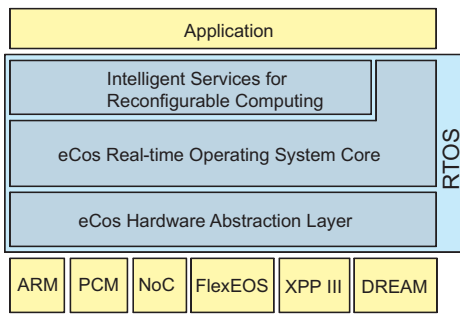 Application
Intelligent Services for
Reconfigurable Computing
eCos Real-time Operating System Core
eCos Hardware Abstraction Layer
RTOS
ARM
PCM
NoC
FlexEOS
XPP III
DREAM